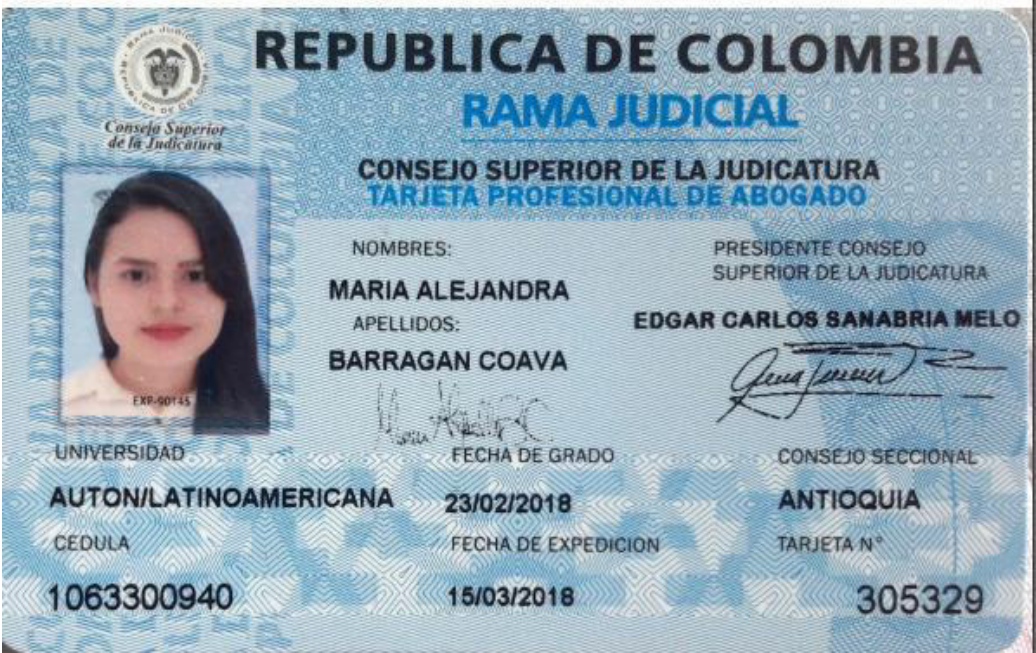 REPUBLICA DE COLOMBIA
RAMA JUDICIAL
Consejo Superior
de la Judicatura
CONSEJO SUPERIOR DE LA JUDICATURA
TARJETA PROFESIONAL DE ABOGADO
NOMBRES:
MARIA ALEJANDRA
APELLIDOS:
BARRAGAN COAVA
PRESIDENTE CONSEJO
SUPERIOR DE LA JUDICATURA
EDGAR CARLOS SANABRIA MELO
EXP-90145
UNIVERSIDAD
AUTON/LATINOAMERICANA
FECHA DE GRADO
23/02/2018
CONSEJO SECCIONAL
ANTIOQUIA
CEDULA
1063300940
FECHA DE EXPEDICION
15/03/2018
TARJETA N°
305329